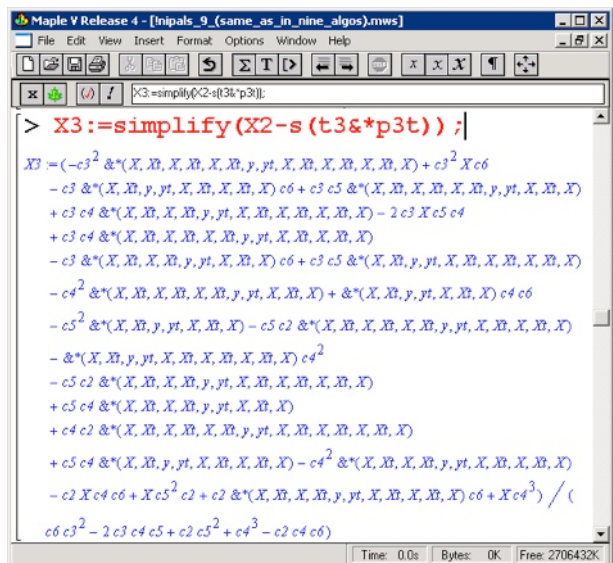 Maple V Release 4 - [!nipals_9_(same_as_in_nine_algos).mws]
File Edit View Insert Format Options Window Help
Σ T [> x x X ¶
x (/) ! X3:=simplify(X2-s(t3&*p3t));
[> X3:=simplify(X2-s(t3&*p3t));
X3 := (-c3² &*(X, Xt, X, X, Xt, y, yt, X, Xt, X, Xt, X, Xt, X) + c3² X c6
- c3 &*(X, Xt, y, yt, X, Xt, X, Xt, X) c6 + c3 c5 &*(X, Xt, X, Xt, X, Xt, y, yt, X, Xt, X)
+ c3 c4 &*(X, Xt, X, Xt, y, yt, X, Xt, X, Xt, X, Xt, X) - 2 c3 X c5 c4
+ c3 c4 &*(X, Xt, X, Xt, X, Xt, y, yt, X, Xt, X, Xt, X)
- c3 &*(X, Xt, X, Xt, y, yt, X, Xt, X) c6 + c3 c5 &*(X, Xt, y, yt, X, Xt, X, Xt, X, Xt, X)
- c4² &*(X, Xt, X, Xt, X, Xt, y, yt, X, Xt, X) + &*(X, Xt, y, yt, X, Xt, X) c4 c6
- c5² &*(X, Xt, y, yt, X, Xt, X) - c5 c2 &*(X, Xt, X, Xt, X, Xt, y, yt, X, Xt, X, Xt, X)
- &*(X, Xt, y, yt, X, Xt, X, Xt, X, Xt, X) c4²
- c5 c2 &*(X, Xt, X, Xt, y, yt, X, Xt, X, Xt, X, Xt, X)
+ c5 c4 &*(X, Xt, X, Xt, y, yt, X, Xt, X)
+ c4 c2 &*(X, Xt, X, Xt, X, Xt, y, yt, X, Xt, X, Xt, X, Xt, X)
+ c5 c4 &*(X, Xt, y, yt, X, Xt, X, Xt, X) - c4² &*(X, Xt, X, Xt, y, yt, X, Xt, X, Xt, X)
- c2 X c4 c6 + X c5² c2 + c2 &*(X, Xt, X, Xt, y, yt, X, Xt, X, Xt, X) c6 + X c4³) / (
c6 c3² - 2 c3 c4 c5 + c2 c5² + c4³ - c2 c4 c6)
Time: 0.0s Bytes: 0K Free: 2706432K